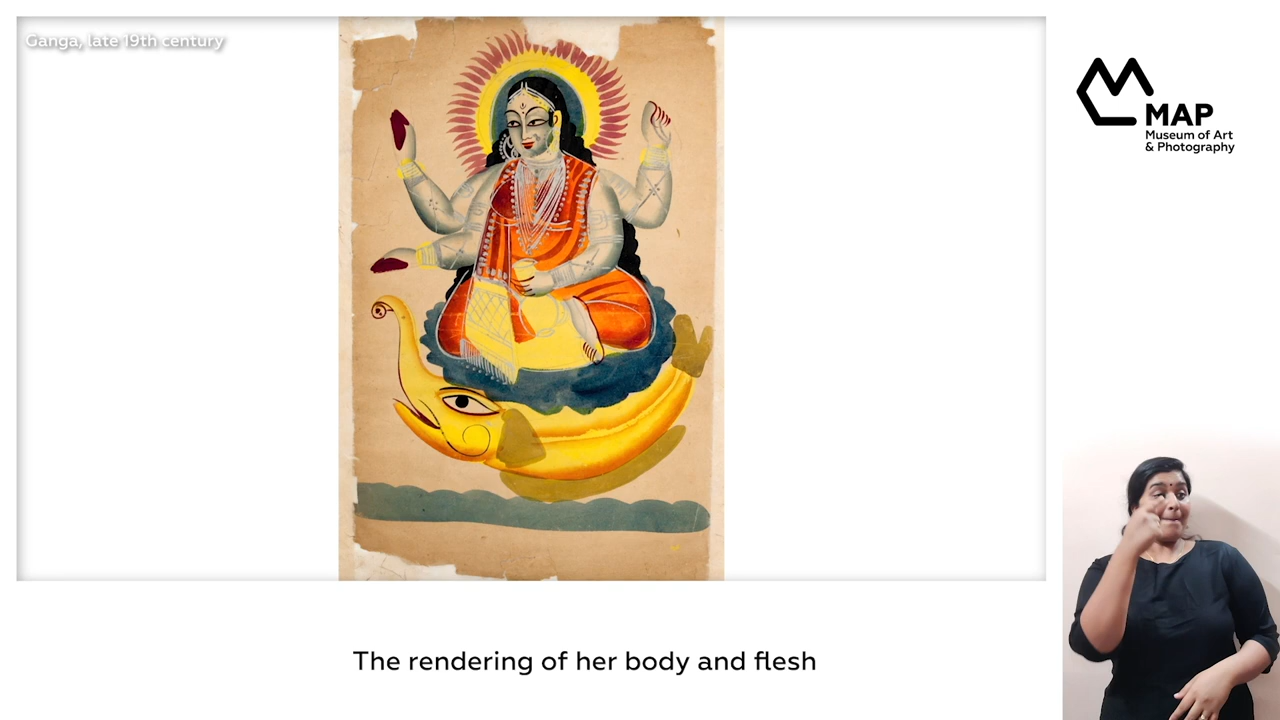 Ganga, late 19th century
MAP
Museum of Art
& Photography
The rendering of her body and flesh